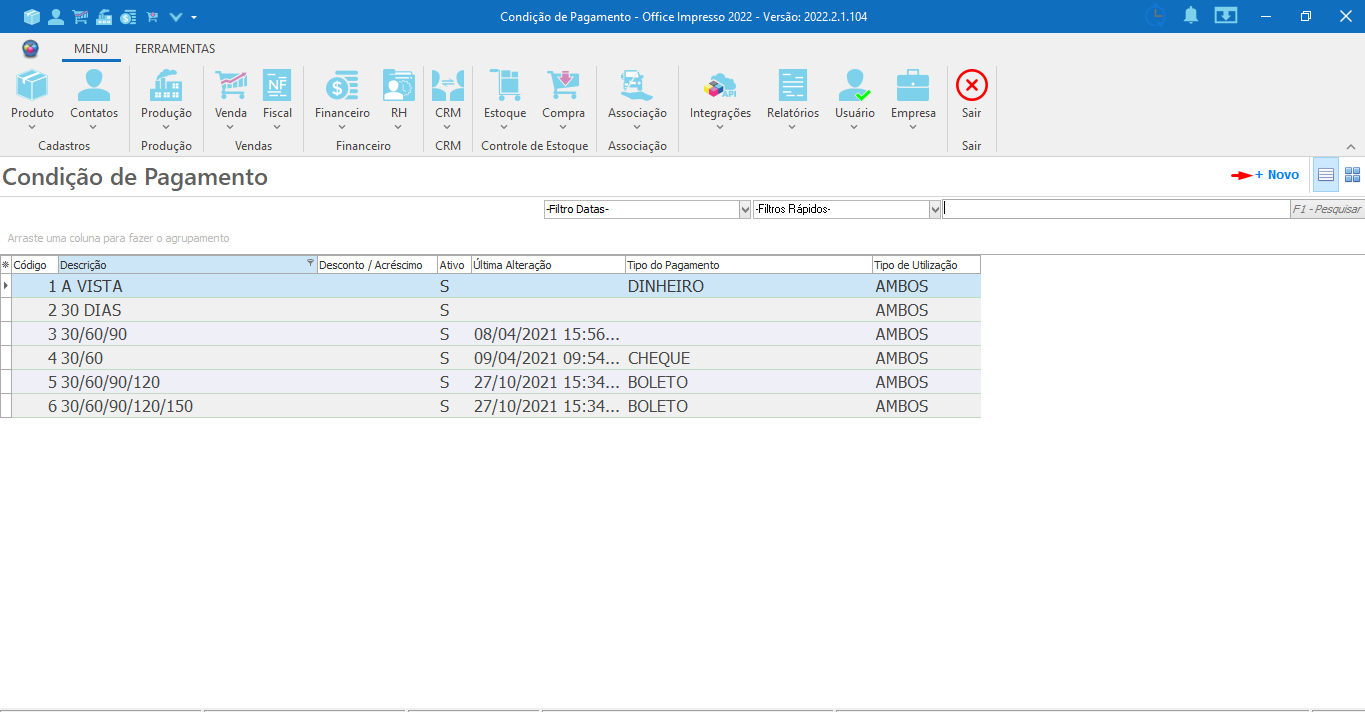 Condição de Pagamento - Office Impresso 2022 - Versão: 2022.2.1.104
MENU FERRAMENTAS
NF
API
Produto Contatos Produção Venda Fiscal Financeiro RH CRM Estoque Compra Associação Integrações Relatórios Usuário Empresa Sair
Cadastros Produção Vendas Financeiro CRM Controle de Estoque Associação Sair
Condição de Pagamento + Novo
-Filtro Datas- -Filtros Rápidos- F1 - Pesquisar
Arraste uma coluna para fazer o agrupamento
Código Descrição Desconto / Acréscimo Ativo Última Alteração Tipo do Pagamento Tipo de Utilização
1 A VISTA S DINHEIRO AMBOS
2 30 DIAS S AMBOS
3 30/60/90 S 08/04/2021 15:56... AMBOS
4 30/60 S 09/04/2021 09:54... CHEQUE AMBOS
5 30/60/90/120 S 27/10/2021 15:34... BOLETO AMBOS
6 30/60/90/120/150 S 27/10/2021 15:34... BOLETO AMBOS